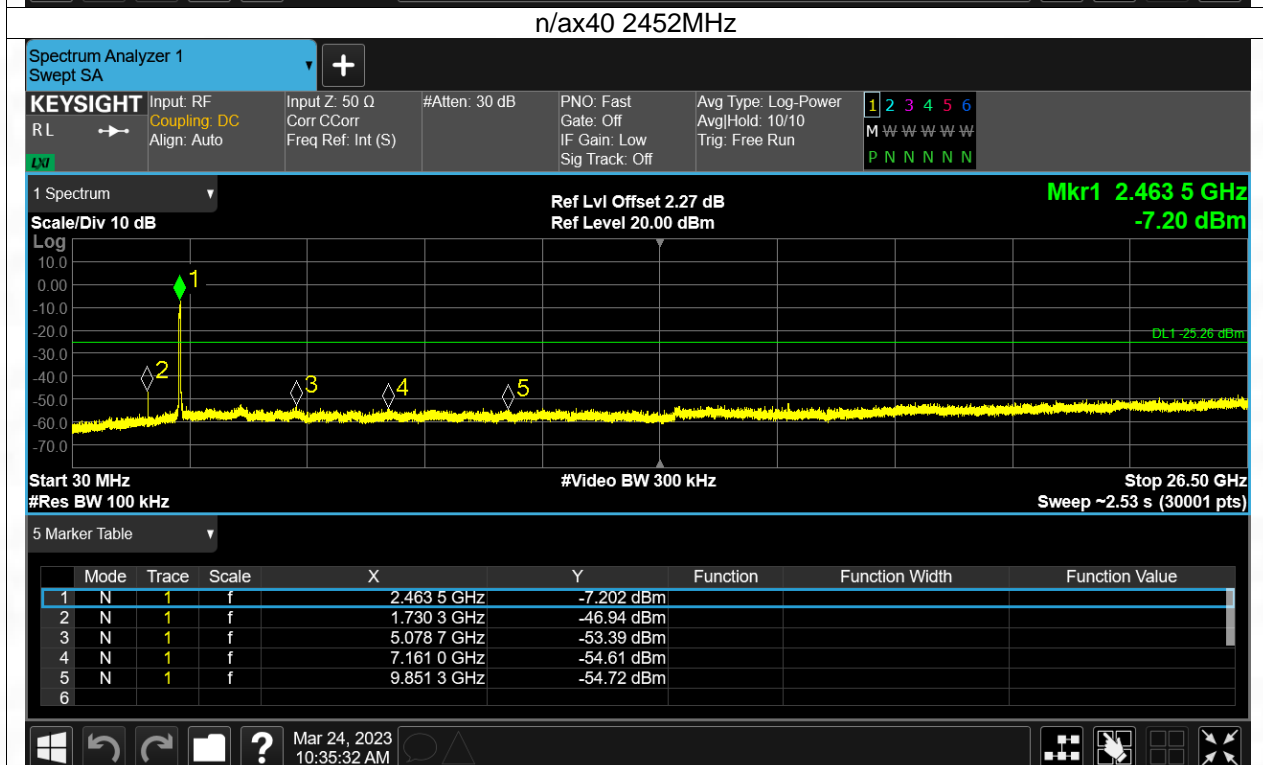 n/ax40 2452MHz
Spectrum Analyzer 1
Swept SA
KEYSIGHT
RL
LXI
Input: RF
Coupling: DC
Align: Auto
Input Z: 50 Ω
Corr CCorr
Freq Ref: Int (S)
#Atten: 30 dB
PNO: Fast
Gate: Off
IF Gain: Low
Sig Track: Off
Avg Type: Log-Power
Avg|Hold: 10/10
Trig: Free Run
1 2 3 4 5 6
M W W W W W
P N N N N N
1 Spectrum
Scale/Div 10 dB
Ref Lvl Offset 2.27 dB
Ref Level 20.00 dBm
Mkr1 2.463 5 GHz
-7.20 dBm
Log
10.0
0.00
-10.0
-20.0
-30.0
-40.0
-50.0
-60.0
-70.0
1
2
3
4
5
DL1 -25.26 dBm
Start 30 MHz
#Video BW 300 kHz
Stop 26.50 GHz
#Res BW 100 kHz
Sweep ~2.53 s (30001 pts)
5 Marker Table
Mode Trace Scale X Y Function Function Width Function Value
1 N 1 f 2.463 5 GHz -7.202 dBm
2 N 1 f 1.730 3 GHz -46.94 dBm
3 N 1 f 5.078 7 GHz -53.39 dBm
4 N 1 f 7.161 0 GHz -54.61 dBm
5 N 1 f 9.851 3 GHz -54.72 dBm
6
?
Mar 24, 2023
10:35:32 AM